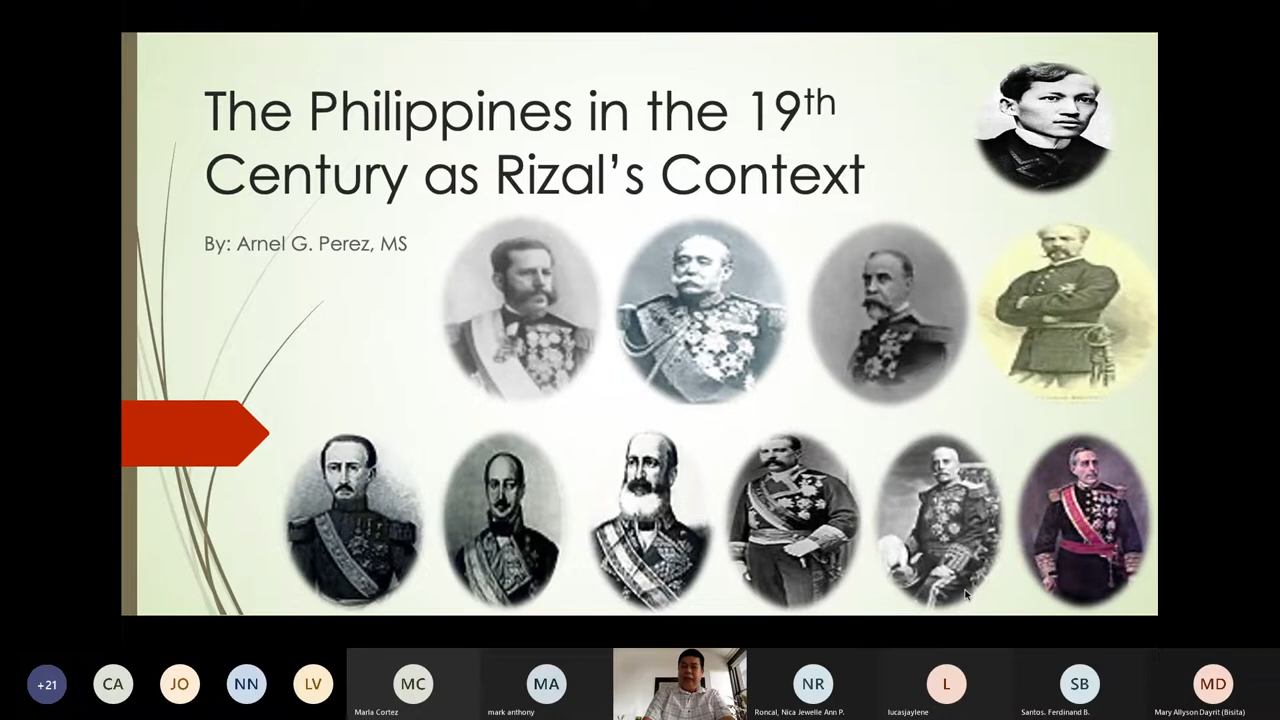 The Philippines in the 19th
Century as Rizal’s Context
By: Arnel G. Perez, MS
+21
CA
JO
NN
LV
MC
MA
NR
L
SB
MD
Marla Cortez
mark anthony
Roncal, Nica Jewelle Ann P.
lucasjaylene
Santos. Ferdinand B.
Mary Allyson Dayrit (Bisita)